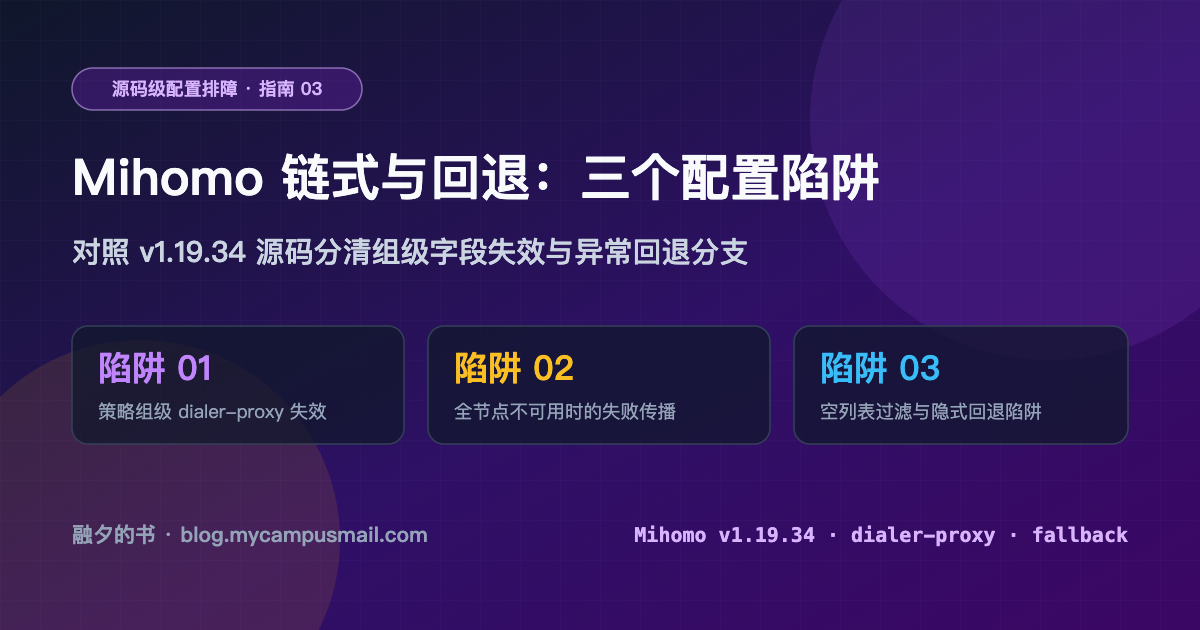 源码级配置排障 · 指南 03
Mihomo 链式与回退：三个配置陷阱
对照 v1.19.34 源码分清组级字段失效与异常回退分支
陷阱 01
策略组级 dialer-proxy 失效
陷阱 02
全节点不可用时的失败传播
陷阱 03
空列表过滤与隐式回退陷阱
融夕的书 · blog.mycampusmail.com
Mihomo v1.19.34 · dialer-proxy · fallback